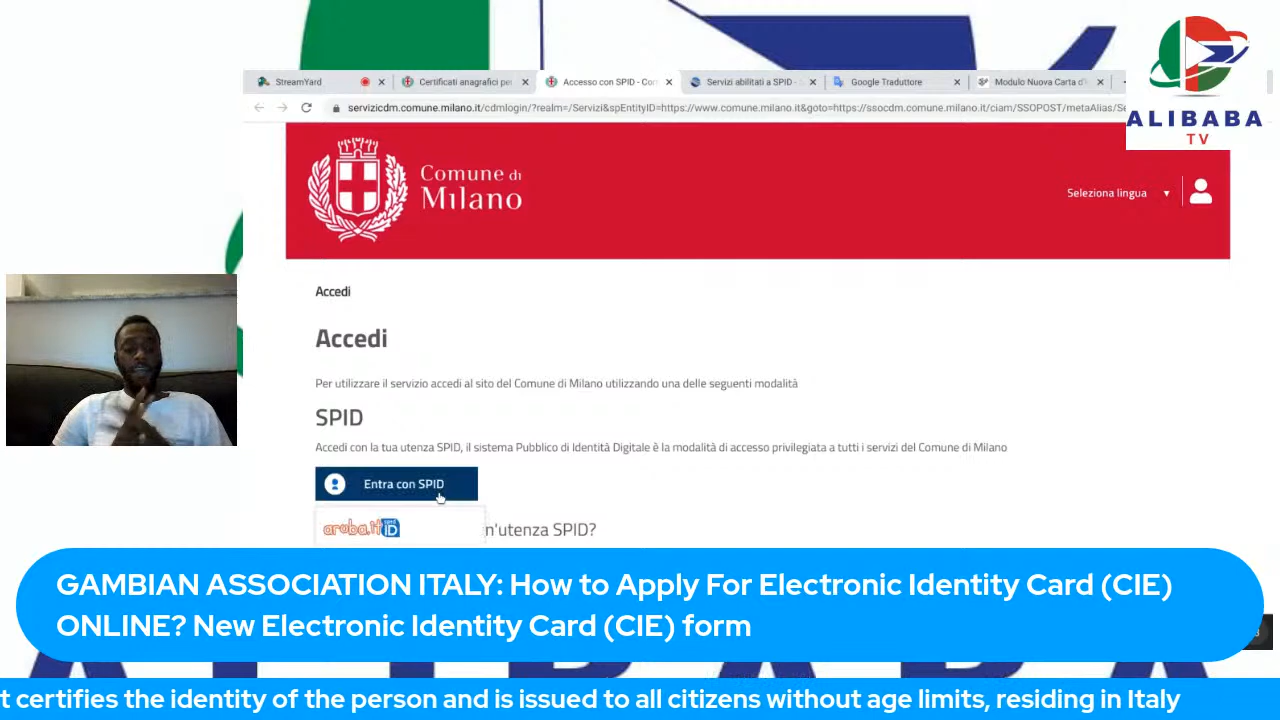 StreamYard
Certificati anagrafici per
Accesso con SPID - Com
Servizi abilitati a SPID - S
Google Traduttore
Modulo Nuova Carta d'
servizicdm.comune.milano.it/cdmlogin/?realm=/Servizi&spEntityID=https://www.comune.milano.it&goto=https://ssocdm.comune.milano.it/ciam/SSOPOST/metaAlias/Se
ALIBABA
TV
Comune di
Milano
Seleziona lingua
Accedi
Accedi
Per utilizzare il servizio accedi al sito del Comune di Milano utilizzando una delle seguenti modalità
SPID
Accedi con la tua utenza SPID, il sistema Pubblico di Identità Digitale è la modalità di accesso privilegiata a tutti i servizi del Comune di Milano
Entra con SPID
aruba.it ID
n'utenza SPID?
GAMBIAN ASSOCIATION ITALY: How to Apply For Electronic Identity Card (CIE)
ONLINE? New Electronic Identity Card (CIE) form
t certifies the identity of the person and is issued to all citizens without age limits, residing in Italy